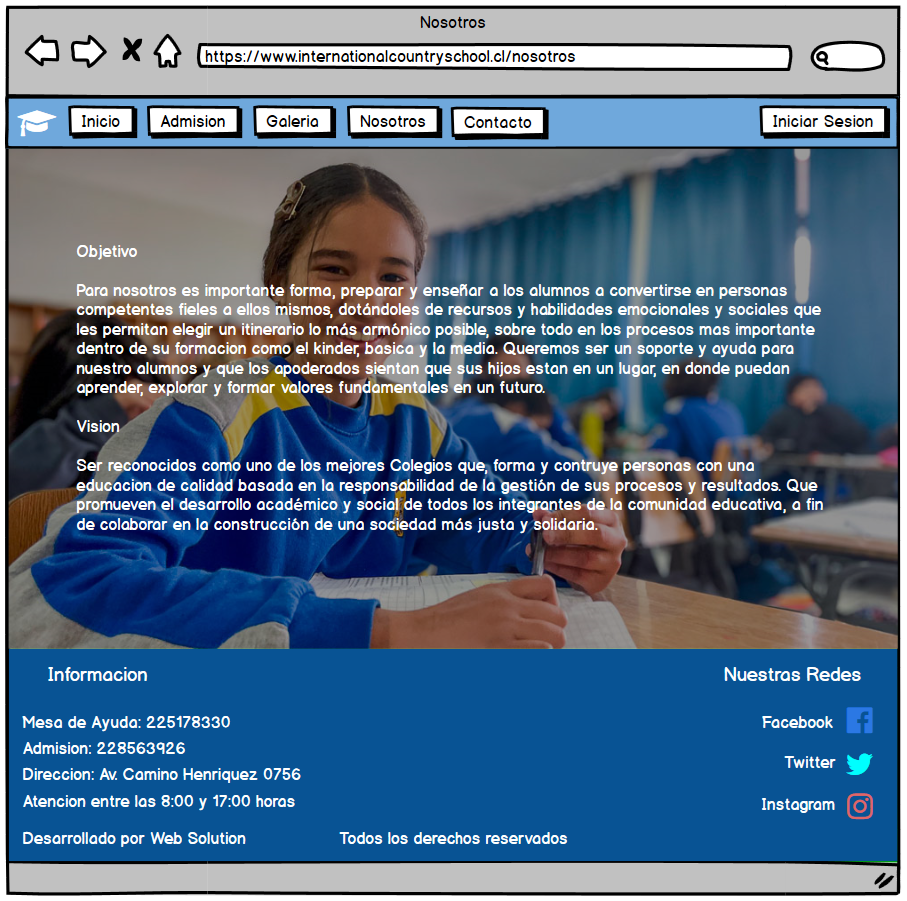 Nosotros
https://www.internationalcountryschool.cl/nosotros
Inicio
Admision
Galeria
Nosotros
Contacto
Iniciar Sesion
Objetivo
Para nosotros es importante forma, preparar y enseñar a los alumnos a convertirse en personas
competentes fieles a ellos mismos, dotándoles de recursos y habilidades emocionales y sociales que
les permitan elegir un itinerario lo más armónico posible, sobre todo en los procesos mas importante
dentro de su formacion como el kinder, basica y la media. Queremos ser un soporte y ayuda para
nuestro alumnos y que los apoderados sientan que sus hijos estan en un lugar, en donde puedan
aprender, explorar y formar valores fundamentales en un futuro.
Vision
Ser reconocidos como uno de los mejores Colegios que, forma y contruye personas con una
educacion de calidad basada en la responsabilidad de la gestión de sus procesos y resultados. Que
promueven el desarrollo académico y social de todos los integrantes de la comunidad educativa, a fin
de colaborar en la construcción de una sociedad más justa y solidaria.
Informacion
Mesa de Ayuda: 225178330
Admision: 228563926
Direccion: Av. Camino Henriquez 0756
Atencion entre las 8:00 y 17:00 horas
Desarrollado por Web Solution
Todos los derechos reservados
Nuestras Redes
Facebook
Twitter
Instagram